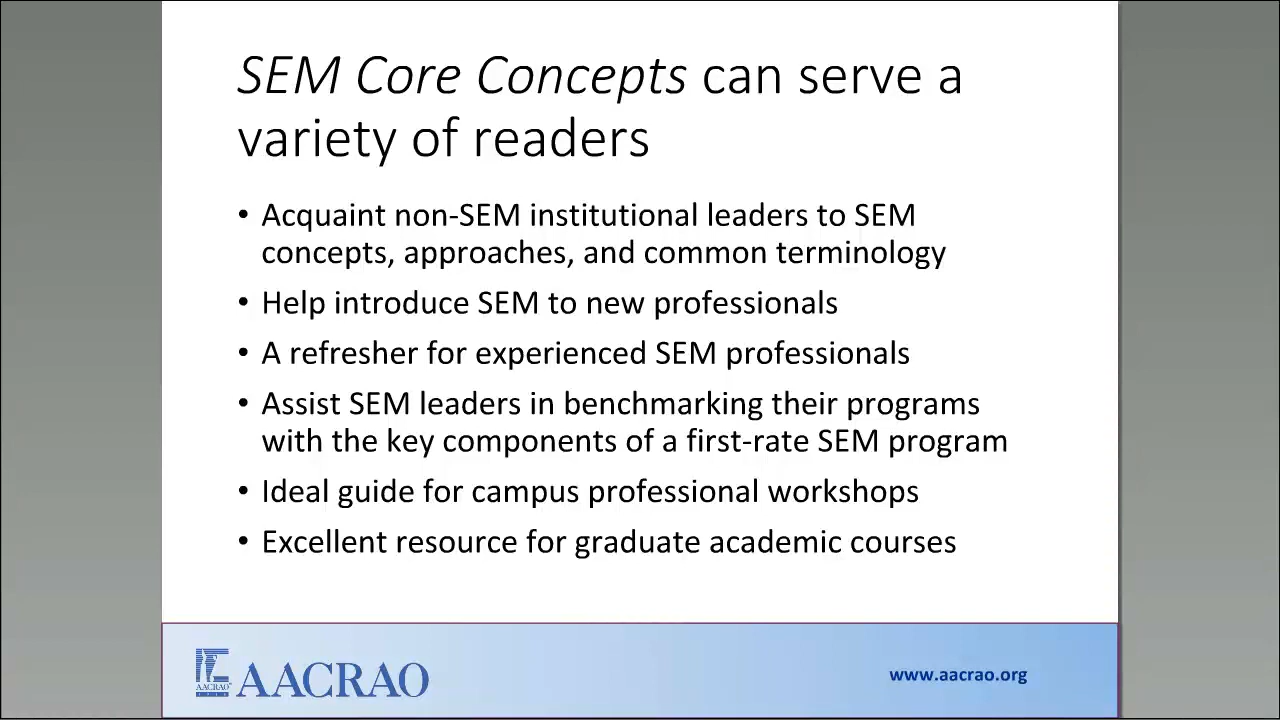 SEM Core Concepts can serve a
variety of readers
• Acquaint non-SEM institutional leaders to SEM
concepts, approaches, and common terminology
• Help introduce SEM to new professionals
• A refresher for experienced SEM professionals
• Assist SEM leaders in benchmarking their programs
with the key components of a first-rate SEM program
• Ideal guide for campus professional workshops
• Excellent resource for graduate academic courses
AACRAO
AACRAO
www.aacrao.org